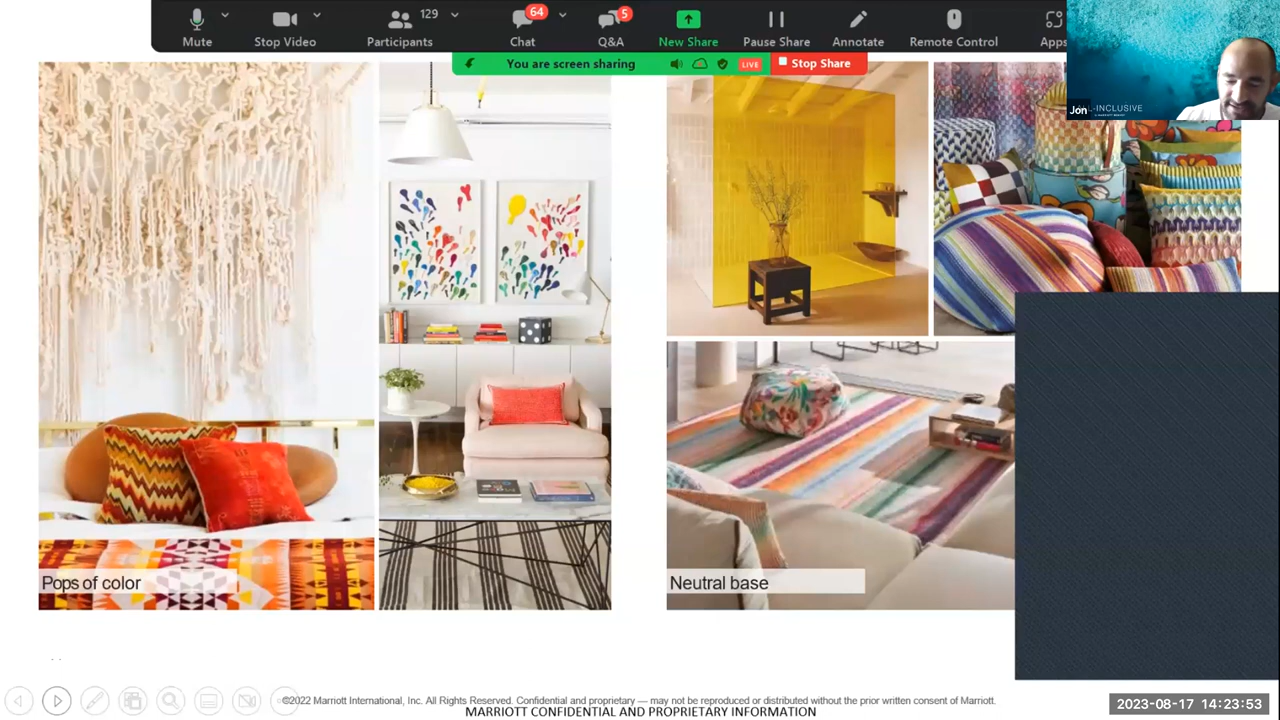 129
64
5
Mute
Stop Video
Participants
Chat
Q&A
New Share
Pause Share
Annotate
Remote Control
Apps
You are screen sharing
LIVE
Stop Share
Jon
L-INCLUSIVE
Pops of color
Neutral base
©2022 Marriott International, Inc. All Rights Reserved. Confidential and proprietary — may not be reproduced or distributed without the prior written consent of Marriott.
MARRIOTT CONFIDENTIAL AND PROPRIETARY INFORMATION
2023-08-17 14:23:53